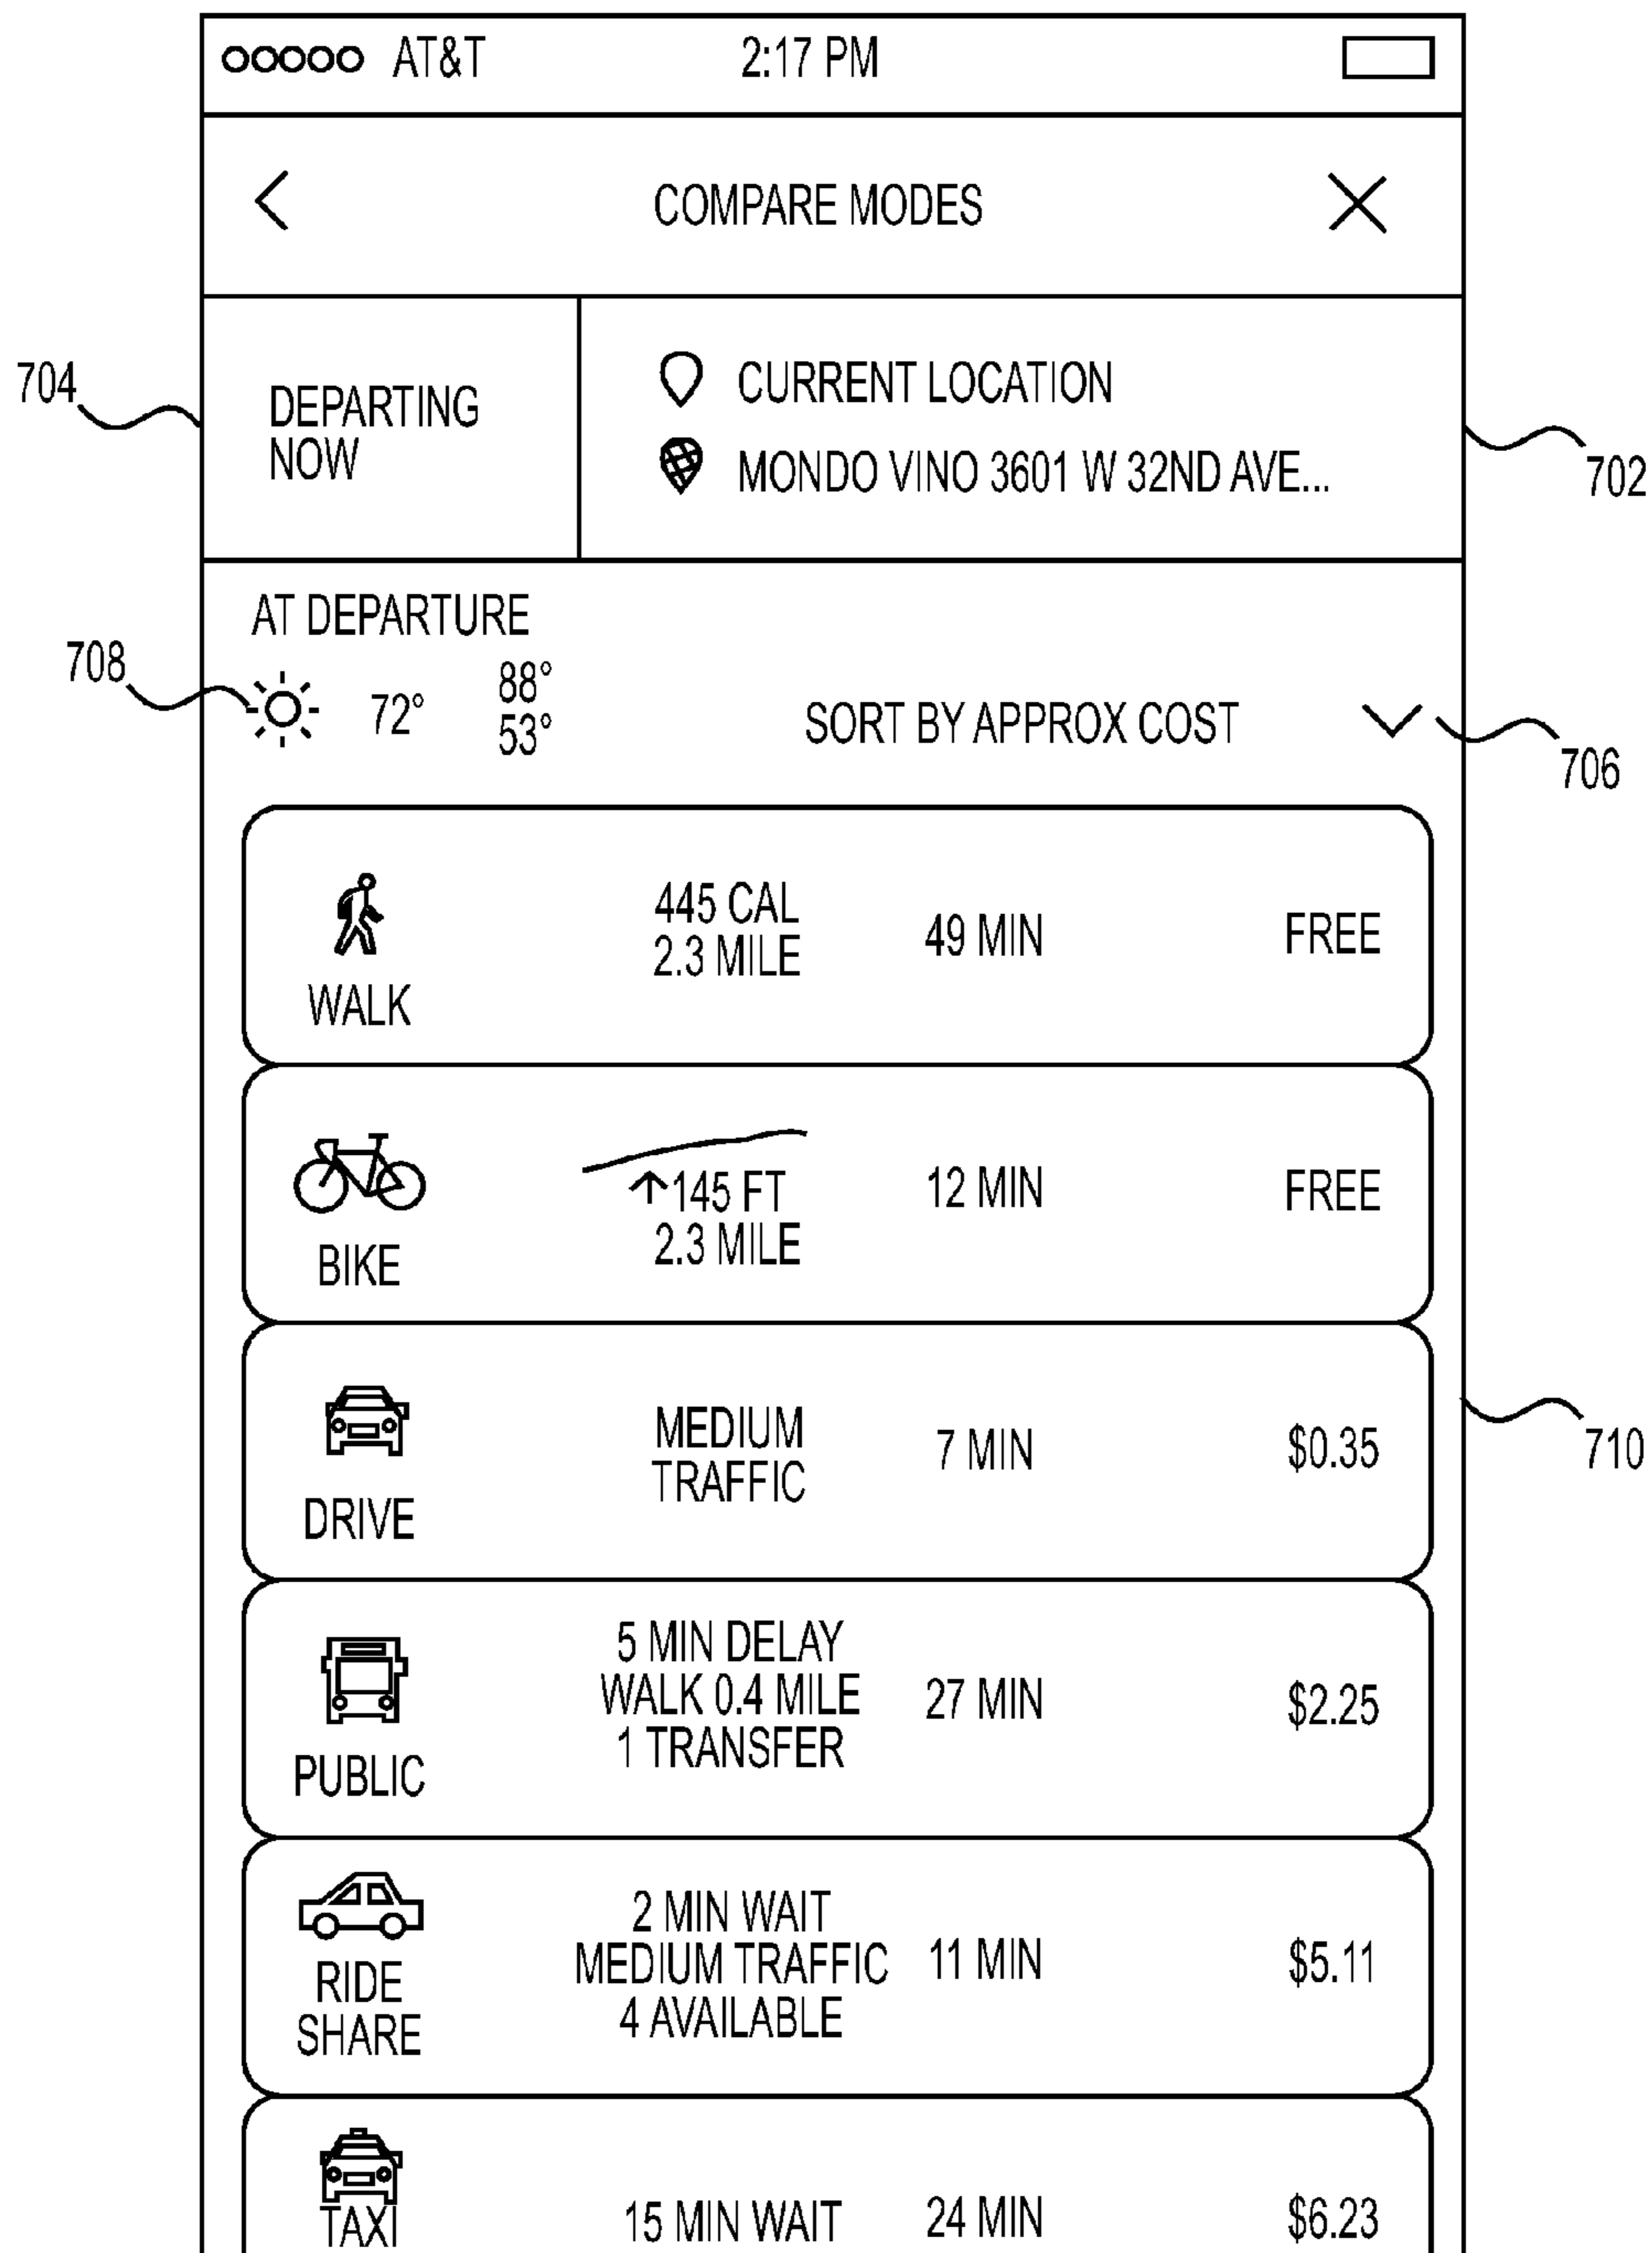 AT&T 2:17 PM
COMPARE MODES
704
DEPARTING
NOW
CURRENT LOCATION
MONDO VINO 3601 W 32ND AVE...
702
AT DEPARTURE
708
72°
88°
53°
SORT BY APPROX COST
706
WALK
445 CAL
2.3 MILE
49 MIN
FREE
BIKE
↑145 FT
2.3 MILE
12 MIN
FREE
DRIVE
MEDIUM
TRAFFIC
7 MIN
$0.35
710
PUBLIC
5 MIN DELAY
WALK 0.4 MILE
1 TRANSFER
27 MIN
$2.25
RIDE
SHARE
2 MIN WAIT
MEDIUM TRAFFIC
4 AVAILABLE
11 MIN
$5.11
TAXI
15 MIN WAIT
24 MIN
$6.23